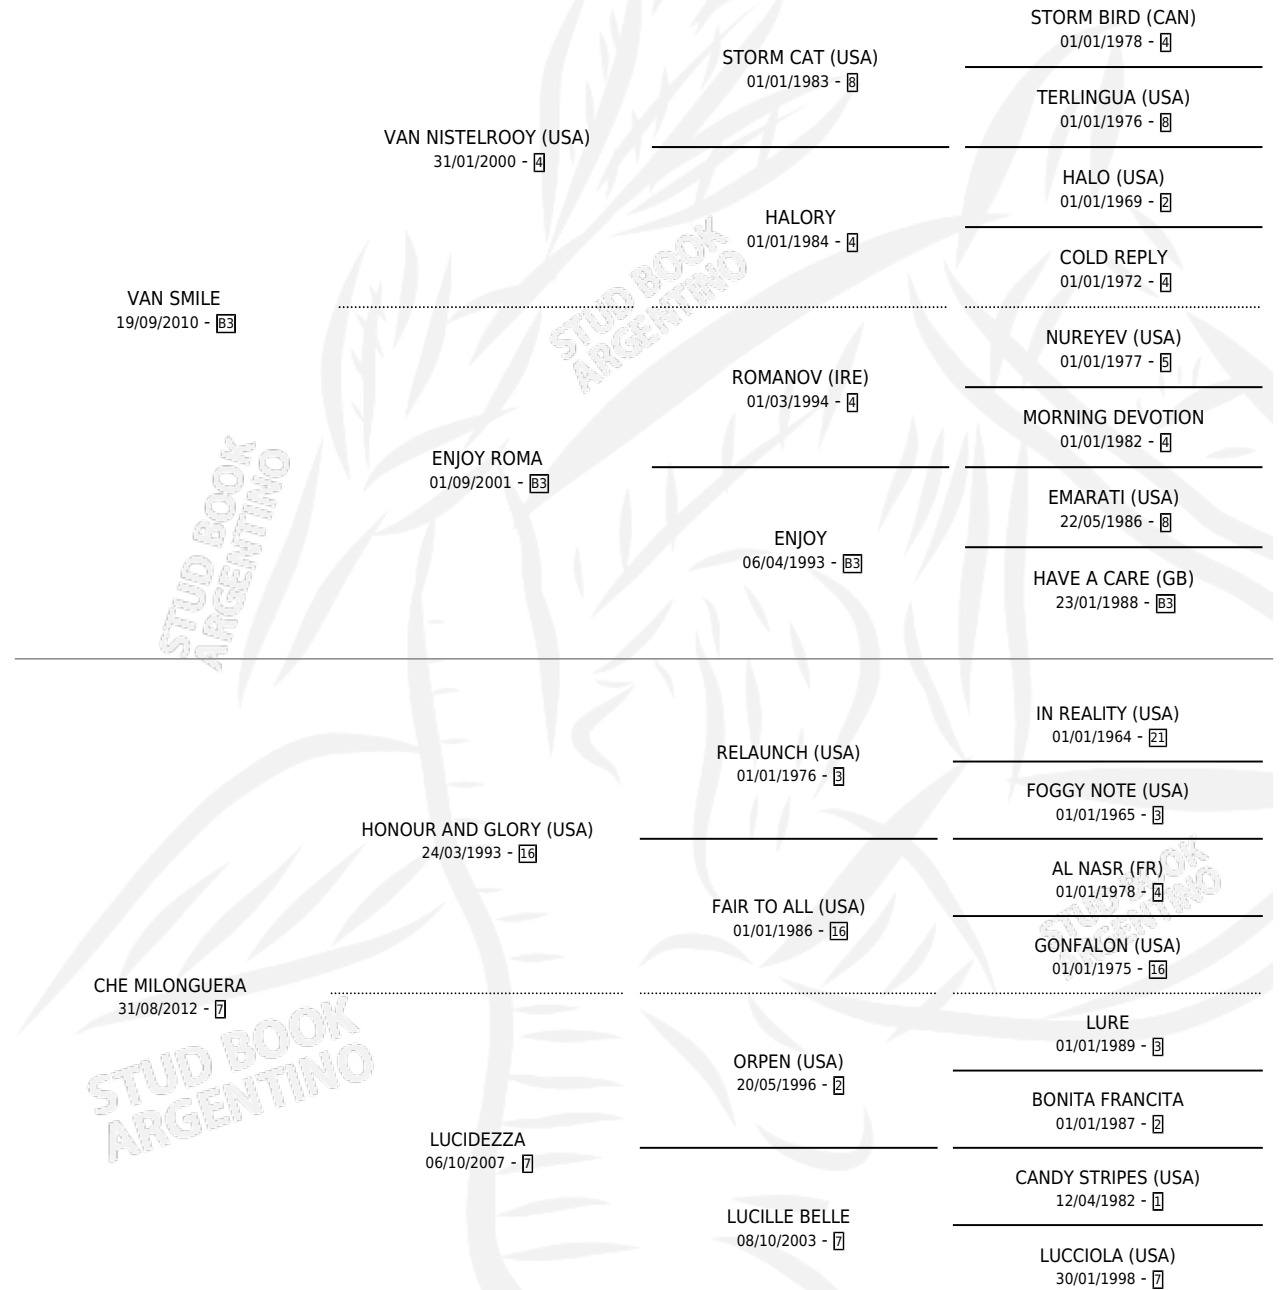 STORM BIRD (CAN)
01/01/1978 - 4
STORM CAT (USA)
01/01/1983 - 8
TERLINGUA (USA)
01/01/1976 - 8
VAN NISTELROOY (USA)
31/01/2000 - 4
HALO (USA)
01/01/1969 - 2
HALORY
01/01/1984 - 4
COLD REPLY
01/01/1972 - 4
VAN SMILE
19/09/2010 - B3
STUD BOOK
ARGENTINO
NUREYEV (USA)
01/01/1977 - 5
ROMANOV (IRE)
01/03/1994 - 4
MORNING DEVOTION
01/01/1982 - 4
ENJOY ROMA
01/09/2001 - B3
EMARATI (USA)
22/05/1986 - 8
ENJOY
06/04/1993 - B3
HAVE A CARE (GB)
23/01/1988 - B3
STUD BOOK
ARGENTINO
IN REALITY (USA)
01/01/1964 - 21
RELAUNCH (USA)
01/01/1976 - 3
FOGGY NOTE (USA)
01/01/1965 - 3
HONOUR AND GLORY (USA)
24/03/1993 - 16
AL NASR (FR)
01/01/1978 - 4
FAIR TO ALL (USA)
01/01/1986 - 16
STUD BOOK
ARGENTINO
GONFALON (USA)
01/01/1975 - 16
CHE MILONGUERA
31/08/2012 - 7
STUD BOOK
ARGENTINO
LURE
01/01/1989 - 3
ORPEN (USA)
20/05/1996 - 2
BONITA FRANCITA
01/01/1987 - 2
LUCIDEZZA
06/10/2007 - 7
CANDY STRIPES (USA)
12/04/1982 - 1
LUCILLE BELLE
08/10/2003 - 7
LUCCIOLA (USA)
30/01/1998 - 7